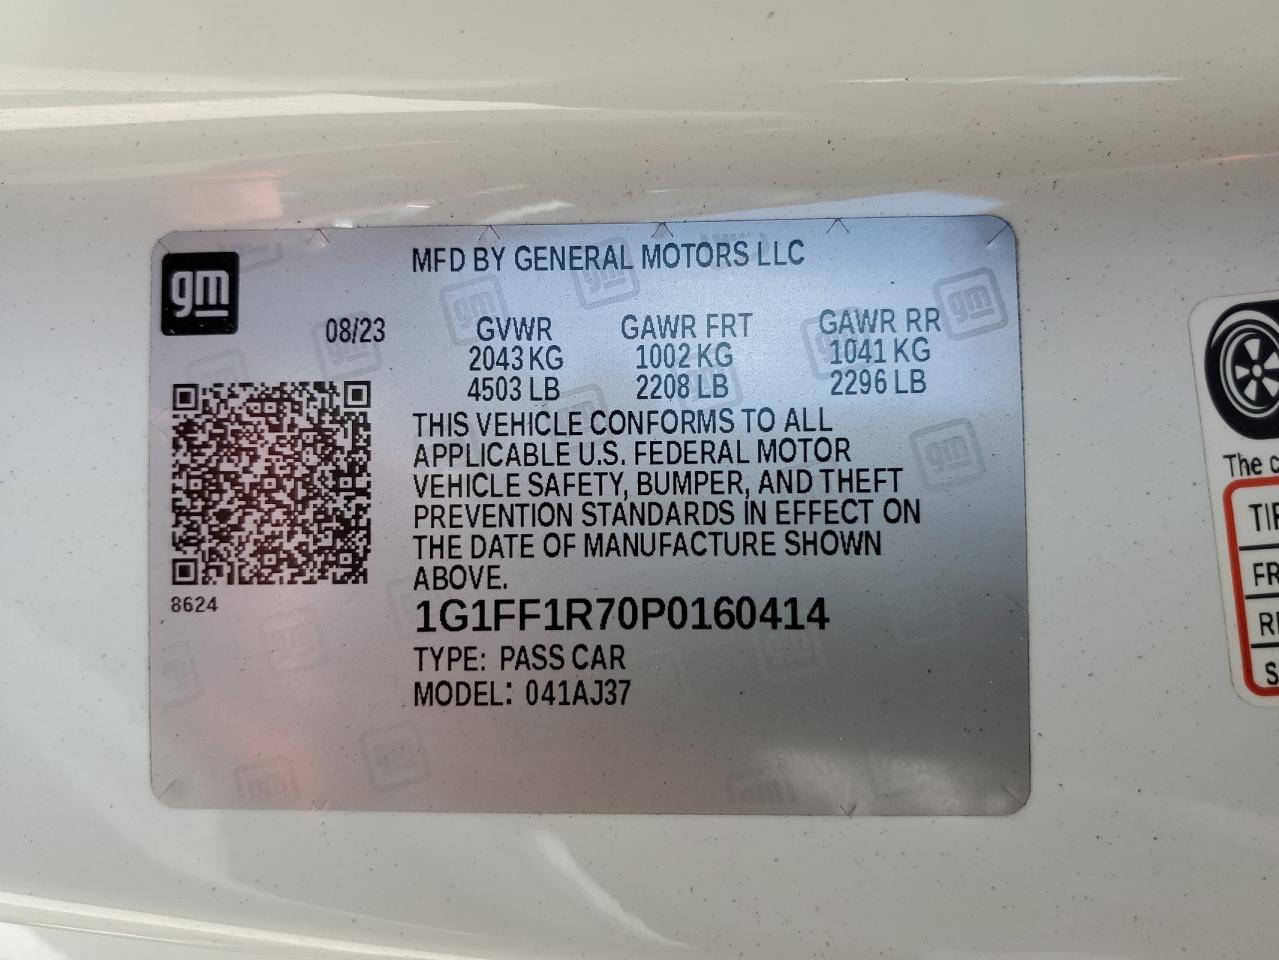 gm
MFD BY GENERAL MOTORS LLC
08/23
GVWR GAWR FRT GAWR RR
2043 KG 1002 KG 1041 KG
4503 LB 2208 LB 2296 LB
THIS VEHICLE CONFORMS TO ALL
APPLICABLE U.S. FEDERAL MOTOR
VEHICLE SAFETY, BUMPER, AND THEFT
PREVENTION STANDARDS IN EFFECT ON
THE DATE OF MANUFACTURE SHOWN
ABOVE.
8624
1G1FF1R70P0160414
TYPE: PASS CAR
MODEL: 041AJ37
The